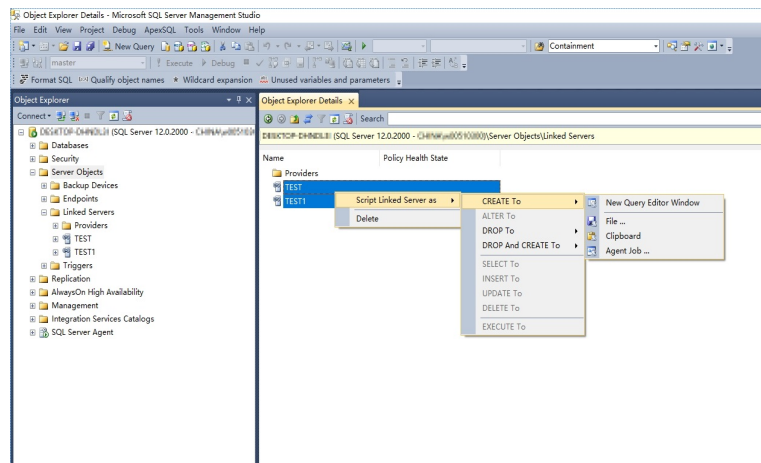 Object Explorer Details - Microsoft SQL Server Management Studio
File Edit View Project Debug ApexSQL Tools Window Help
New Query Containment
master Execute Debug
Format SQL Qualify object names Wildcard expansion Unused variables and parameters
Object Explorer
Connect
(SQL Server 12.0.2000 -
Databases
Security
Server Objects
Backup Devices
Endpoints
Linked Servers
Providers
TEST
TEST1
Triggers
Replication
AlwaysOn High Availability
Management
Integration Services Catalogs
SQL Server Agent
Object Explorer Details
Search
(SQL Server 12.0.2000 - \Server Objects\Linked Servers
Name Policy Health State
Providers
TEST
TEST1
Script Linked Server as
Delete
CREATE To
ALTER To
DROP To
DROP And CREATE To
SELECT To
INSERT To
UPDATE To
DELETE To
EXECUTE To
New Query Editor Window
File ...
Clipboard
Agent Job ...